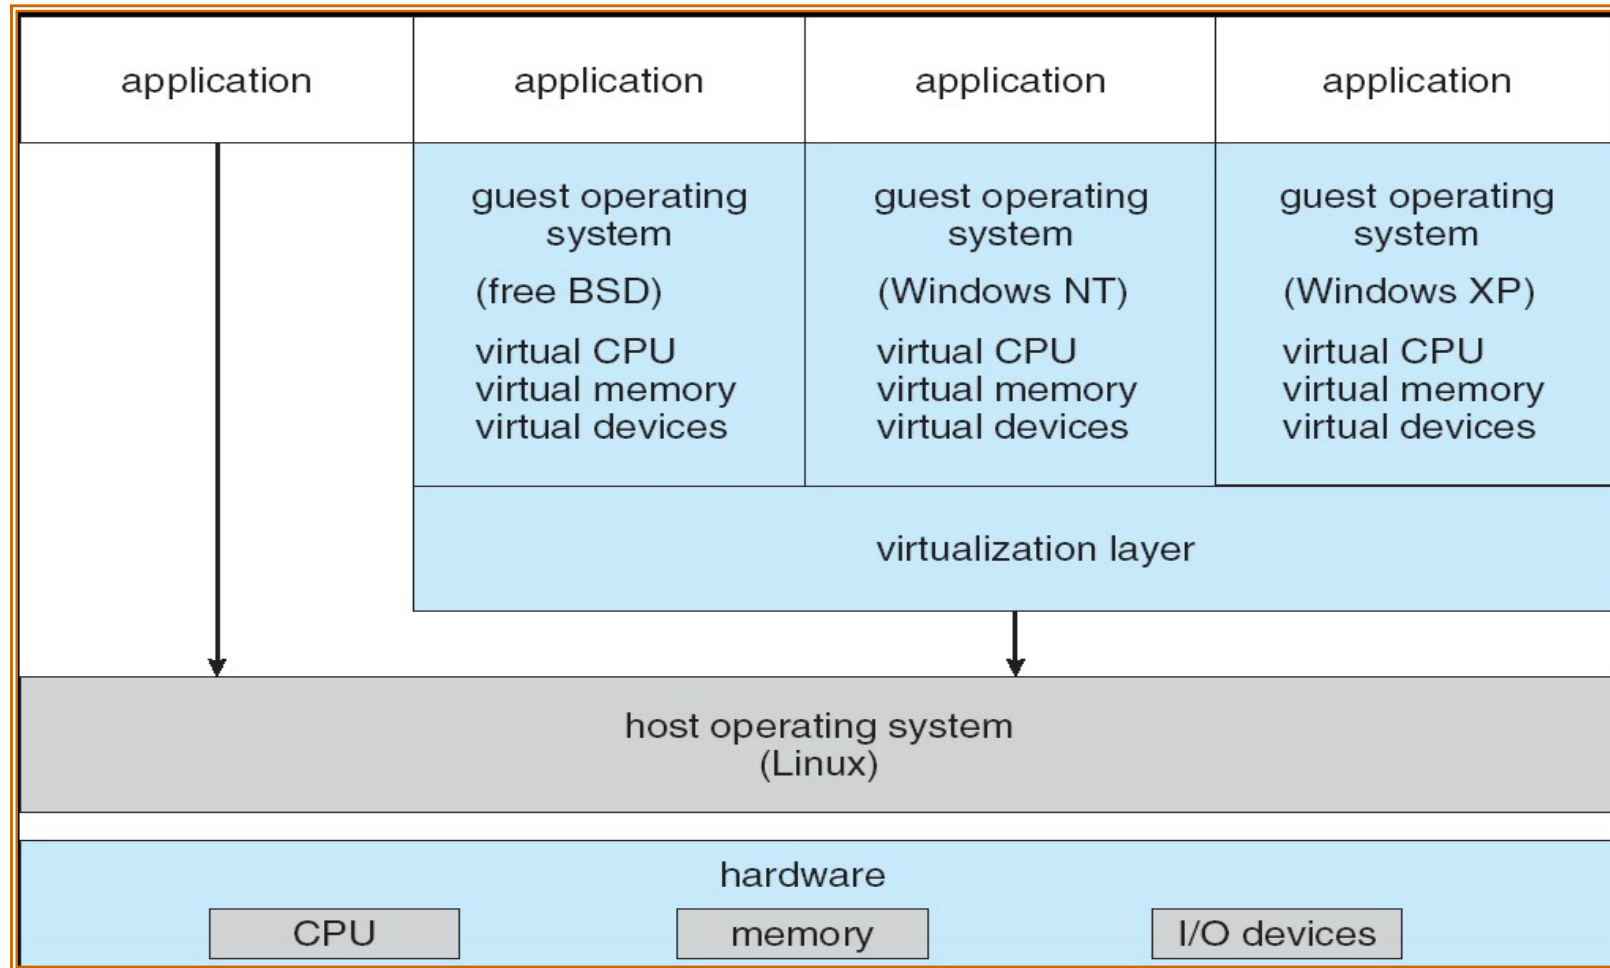 application
application
application
application
guest operating
system
(free BSD)
virtual CPU
virtual memory
virtual devices
guest operating
system
(Windows NT)
virtual CPU
virtual memory
virtual devices
guest operating
system
(Windows XP)
virtual CPU
virtual memory
virtual devices
virtualization layer
host operating system
(Linux)
hardware
CPU
memory
I/O devices